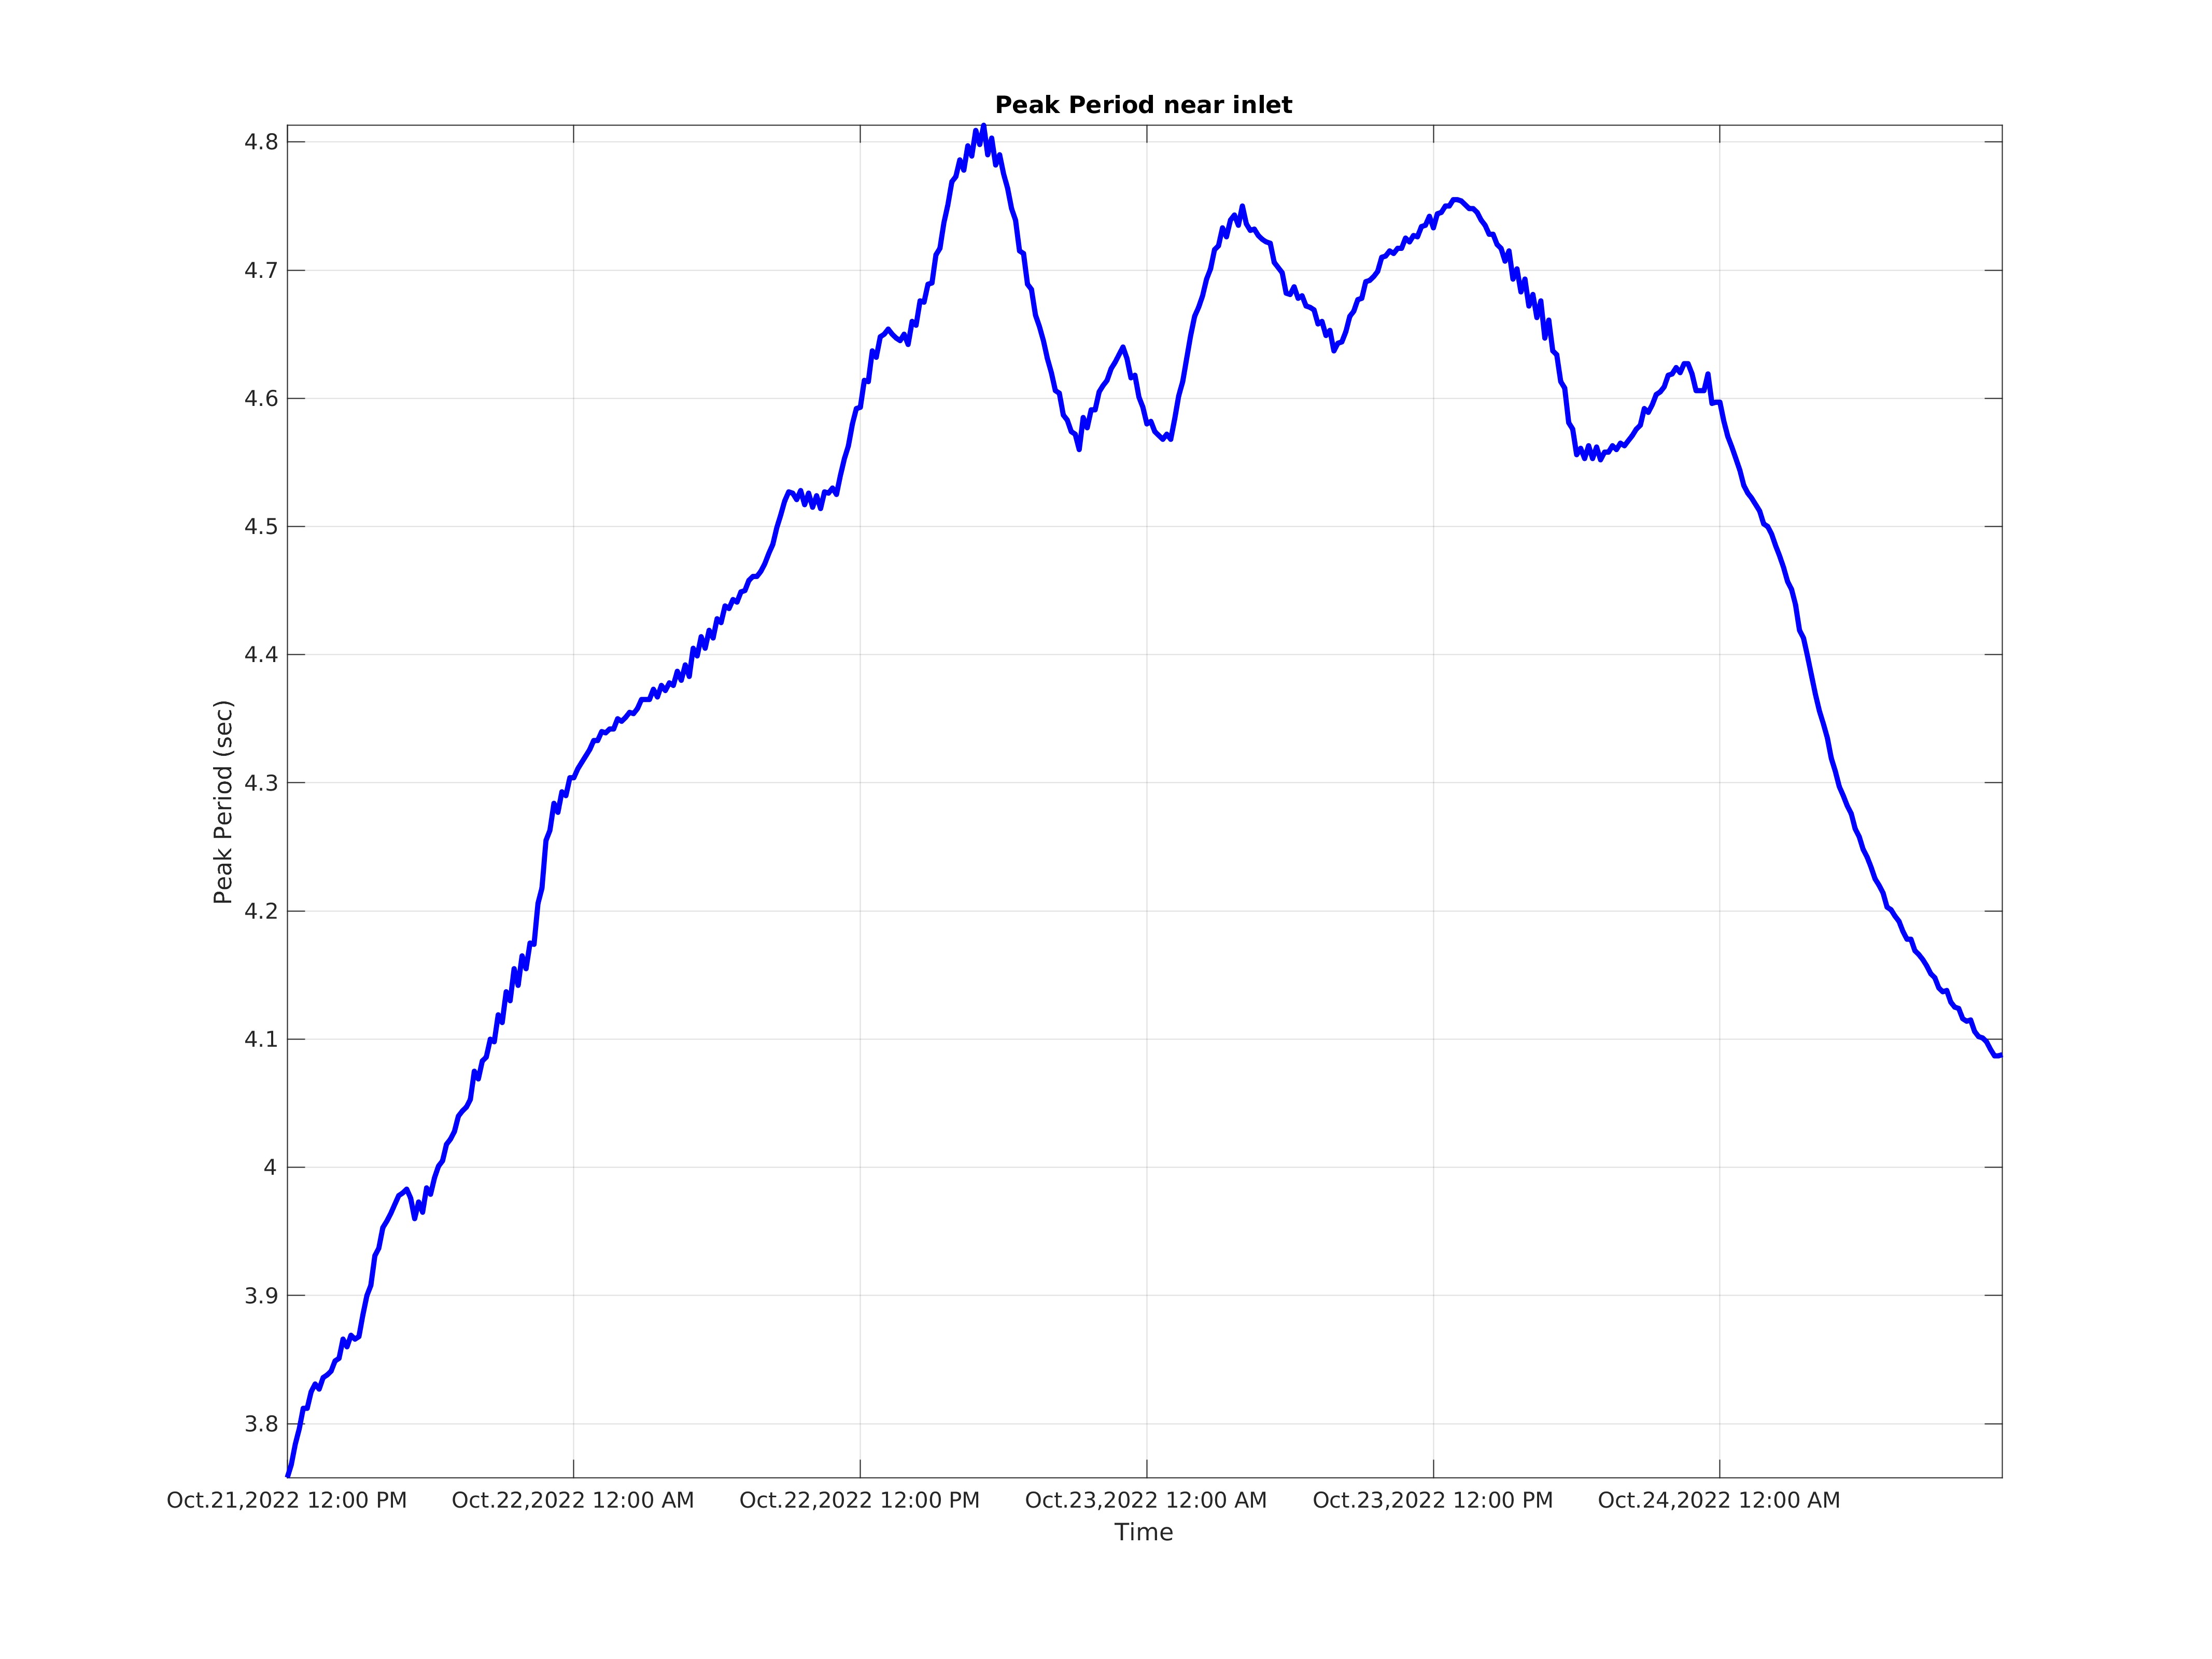 Peak Period near inlet
4.8
4.7
4.6
4.5
4.4
4.3
4.2
4.1
4
3.9
3.8
Peak Period (sec)
Oct.21,2022 12:00 PM Oct.22,2022 12:00 AM Oct.22,2022 12:00 PM Oct.23,2022 12:00 AM Oct.23,2022 12:00 PM Oct.24,2022 12:00 AM
Time